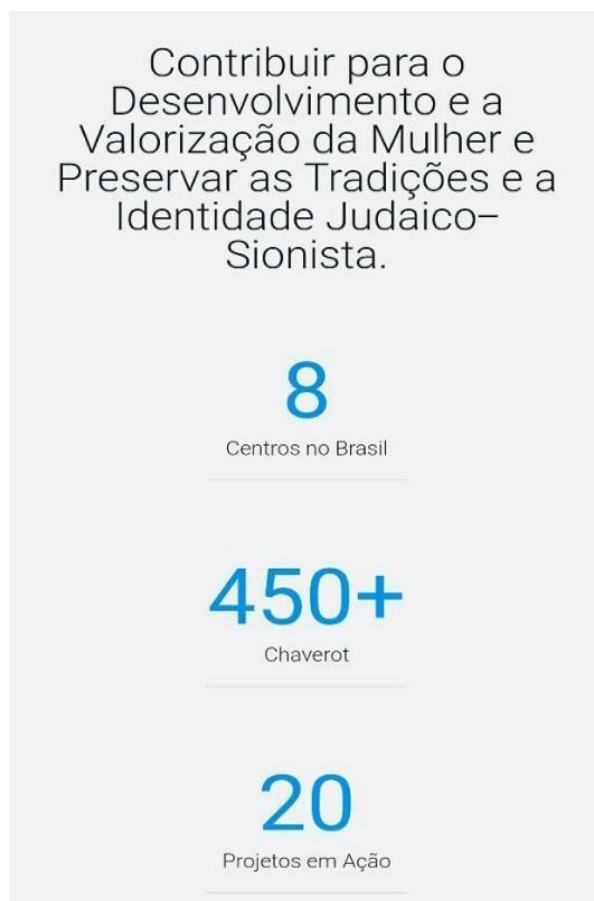 Contribuir para o
Desenvolvimento e a
Valorização da Mulher e
Preservar as Tradições e a
Identidade Judaico–
Sionista.
8
Centros no Brasil
450+
Chaverot
20
Projetos em Ação